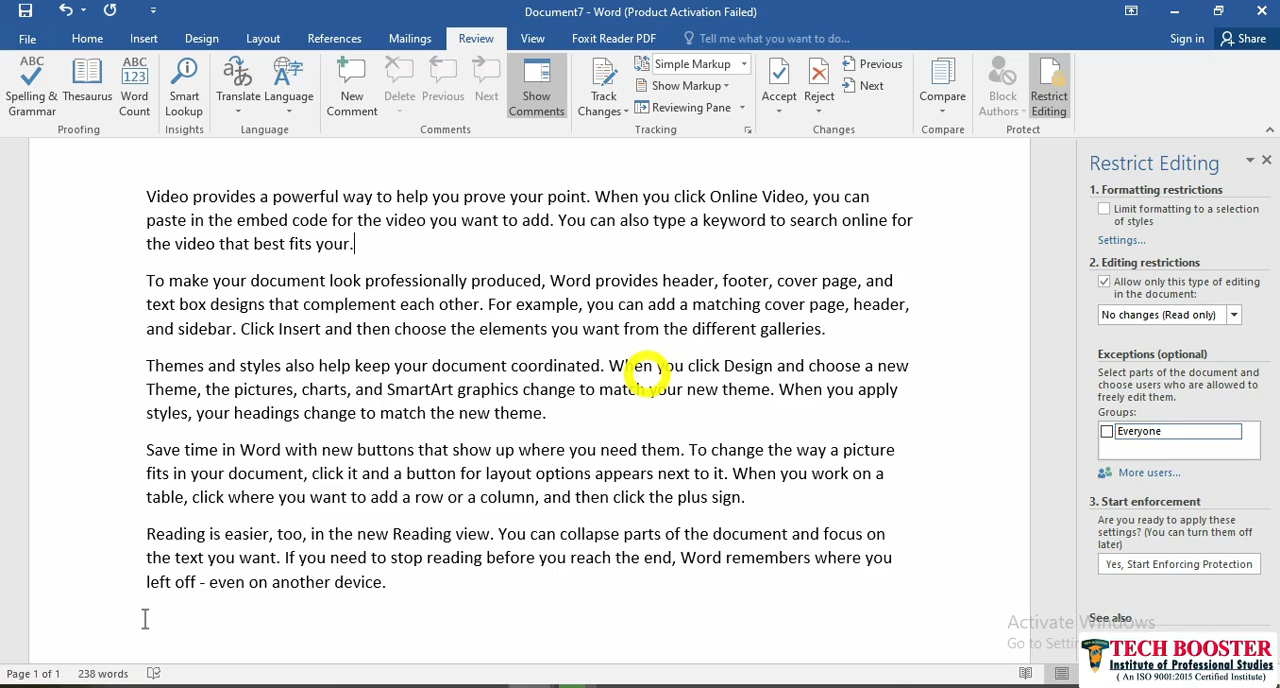 Document7 - Word (Product Activation Failed)
File Home Insert Design Layout References Mailings Review View Foxit Reader PDF Tell me what you want to do... Sign in Share
ABC
Spelling &
Grammar
Thesaurus
ABC
123
Word
Count
Smart
Lookup
Translate
Language
New
Comment
Delete
Previous
Next
Show
Comments
Track
Changes
Simple Markup
Show Markup
Reviewing Pane
Accept
Reject
Previous
Next
Compare
Block
Authors
Restrict
Editing
Proofing Insights Language Comments Tracking Changes Compare Protect
Video provides a powerful way to help you prove your point. When you click Online Video, you can
paste in the embed code for the video you want to add. You can also type a keyword to search online for
the video that best fits your.
To make your document look professionally produced, Word provides header, footer, cover page, and
text box designs that complement each other. For example, you can add a matching cover page, header,
and sidebar. Click Insert and then choose the elements you want from the different galleries.
Themes and styles also help keep your document coordinated. When you click Design and choose a new
Theme, the pictures, charts, and SmartArt graphics change to match your new theme. When you apply
styles, your headings change to match the new theme.
Save time in Word with new buttons that show up where you need them. To change the way a picture
fits in your document, click it and a button for layout options appears next to it. When you work on a
table, click where you want to add a row or a column, and then click the plus sign.
Reading is easier, too, in the new Reading view. You can collapse parts of the document and focus on
the text you want. If you need to stop reading before you reach the end, Word remembers where you
left off - even on another device.
Restrict Editing
1. Formatting restrictions
Limit formatting to a selection
of styles
Settings...
2. Editing restrictions
Allow only this type of editing
in the document:
No changes (Read only)
Exceptions (optional)
Select parts of the document and
choose users who are allowed to
freely edit them.
Groups:
Everyone
More users...
3. Start enforcement
Are you ready to apply these
settings? (You can turn them off
later)
Yes, Start Enforcing Protection
See also
Activate Windows
Go to Setti
TECH BOOSTER
Institute of Professional Studies
( An ISO 9001:2015 Certified Institute)
Page 1 of 1 238 words